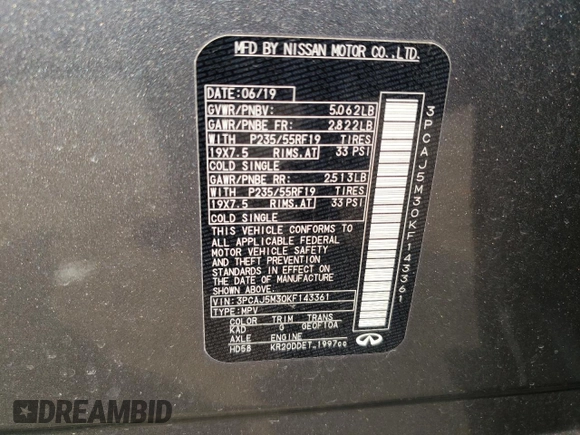 MFD BY NISSAN MOTOR CO.,LTD.
DATE: 06/19
GVWR/PNBV: 5,062LB
GAWR/PNBE FR: 2,822LB
WITH P235/55RF19 TIRES
19X7.5 RIMS,AT 33 PSI
COLD SINGLE
GAWR/PNBE RR: 2,513LB
WITH P235/55RF19 TIRES
19X7.5 RIMS,AT 33 PSI
COLD SINGLE
THIS VEHICLE CONFORMS TO
ALL APPLICABLE FEDERAL
MOTOR VEHICLE SAFETY
AND THEFT PREVENTION
STANDARDS IN EFFECT ON
THE DATE OF MANUFACTURE
SHOWN ABOVE.
VIN: 3PCAJ5M30KF143361
TYPE: MPV
COLOR TRIM TRANS
KAD G GE0F10A
AXLE ENGINE
HD58 KR20DDET 1997cc
3PCAJ5M30KF143361
INFINITI
DREAMBID